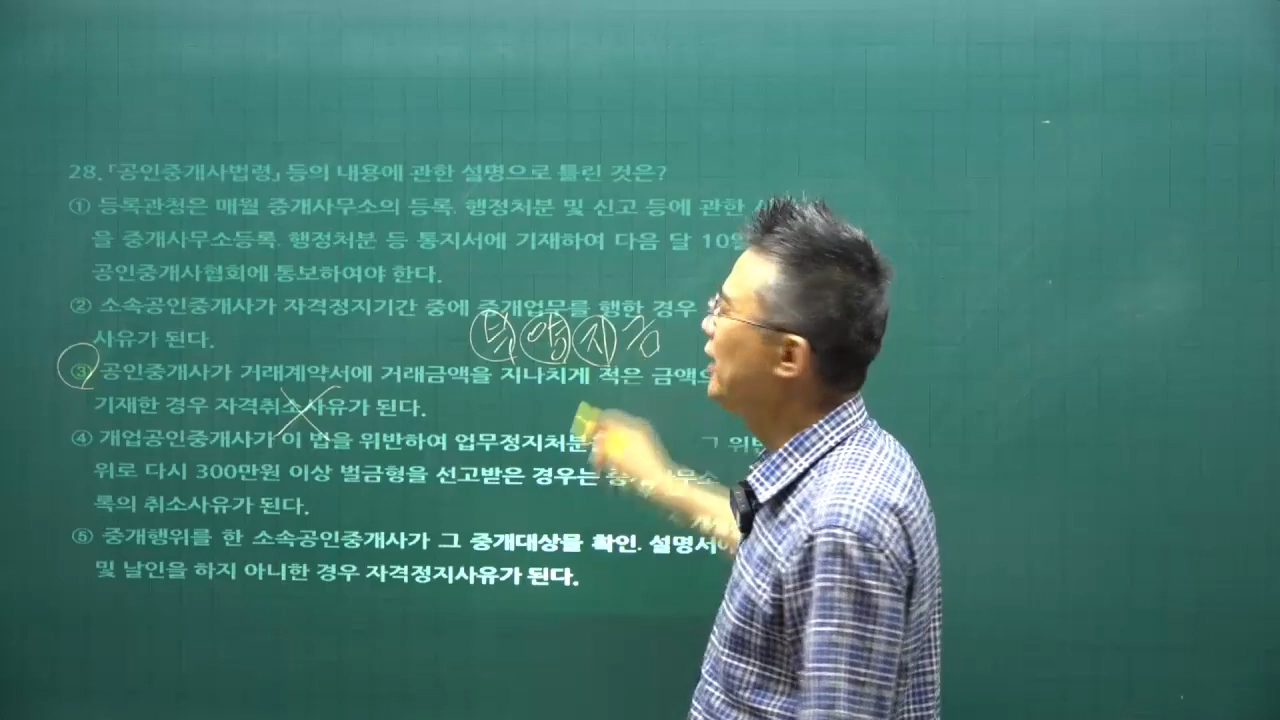 28. 「공인중개사법령」 등의 내용에 관한 설명으로 틀린 것은?
① 등록관청은 매월 중개사무소의 등록. 행정처분 및 신고 등에 관한
을 중개사무소등록. 행정처분 등 통지서에 기재하여 다음 달 10일
공인중개사협회에 통보하여야 한다.
② 소속공인중개사가 자격정지기간 중에 중개업무를 행한 경우
사유가 된다.
③ 공인중개사가 거래계약서에 거래금액을 지나치게 적은 금액으
기재한 경우 자격취소사유가 된다.
④ 개업공인중개사가 이 법을 위반하여 업무정지처분 그
위로 다시 300만원 이상 벌금형을 선고받은 경우는 중개사무소
록의 취소사유가 된다.
⑤ 중개행위를 한 소속공인중개사가 그 중개대상물 확인. 설명서에
및 날인을 하지 아니한 경우 자격정지사유가 된다.